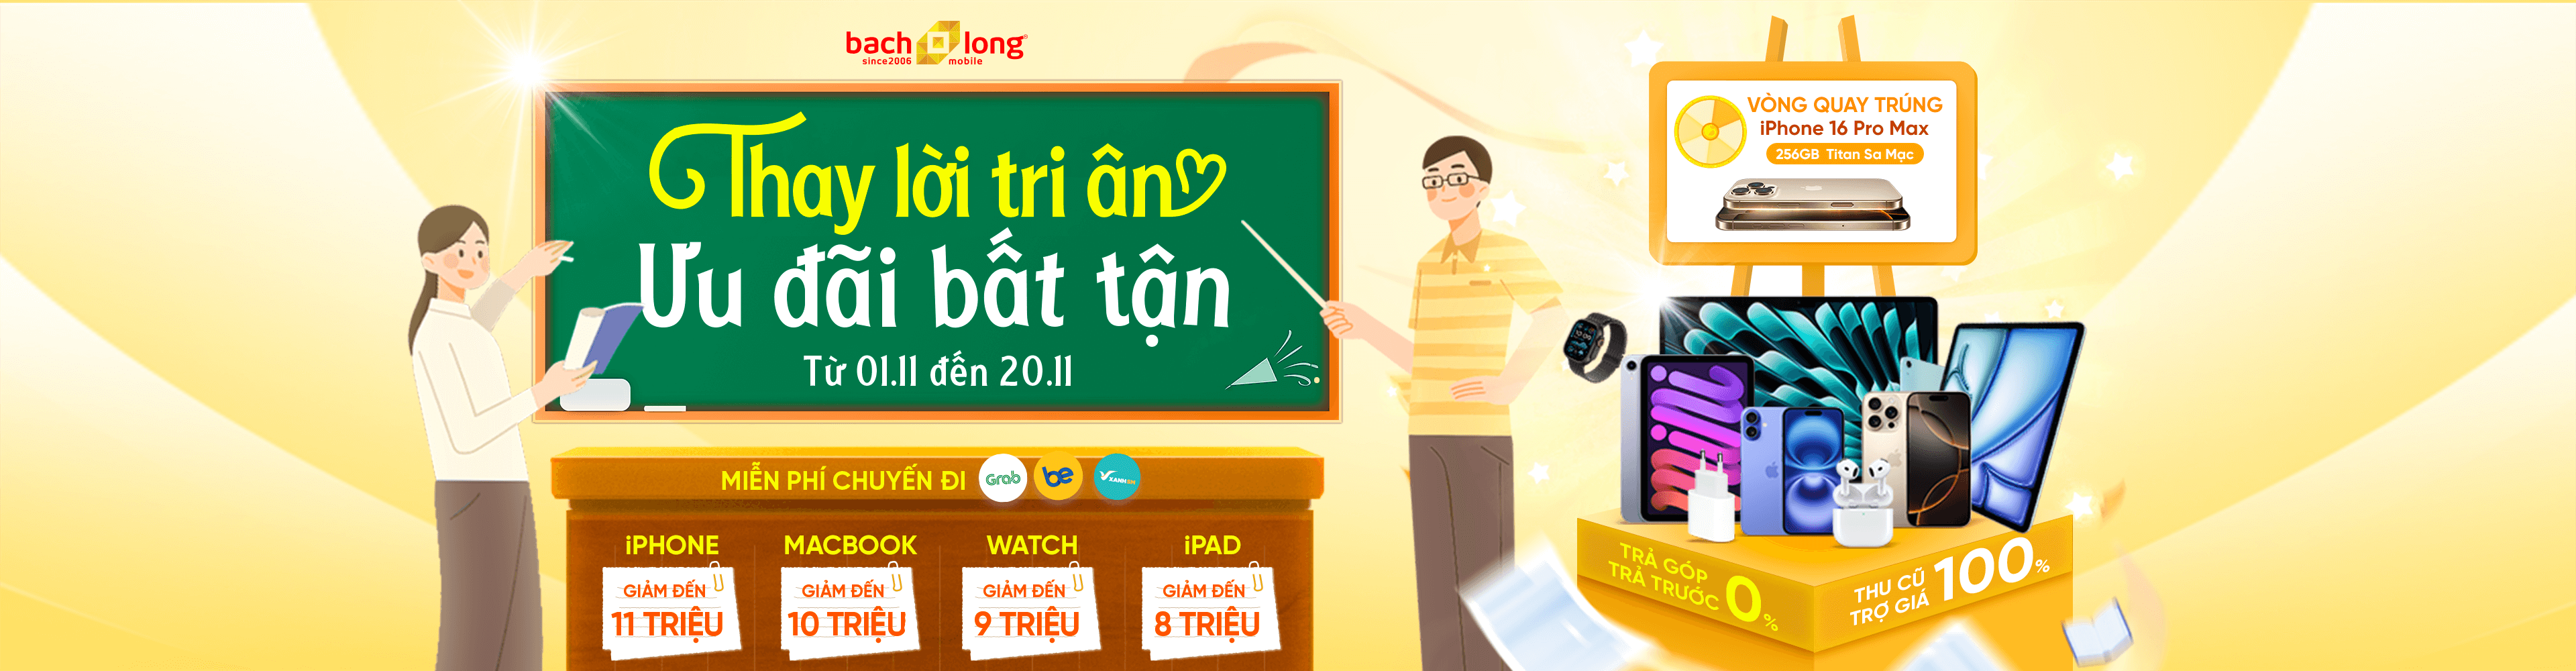 bach long
since2006 mobile
Thay lời tri ân
Ưu đãi bất tận
Từ 01.11 đến 20.11
MIỄN PHÍ CHUYẾN ĐI Grab be XANH SM
iPHONE
GIẢM ĐẾN
11 TRIỆU
MACBOOK
GIẢM ĐẾN
10 TRIỆU
WATCH
GIẢM ĐẾN
9 TRIỆU
iPAD
GIẢM ĐẾN
8 TRIỆU
VÒNG QUAY TRÚNG
iPhone 16 Pro Max
256GB Titan Sa Mạc
TRẢ GÓP
TRẢ TRƯỚC 0%
THU CŨ
TRỢ GIÁ 100%